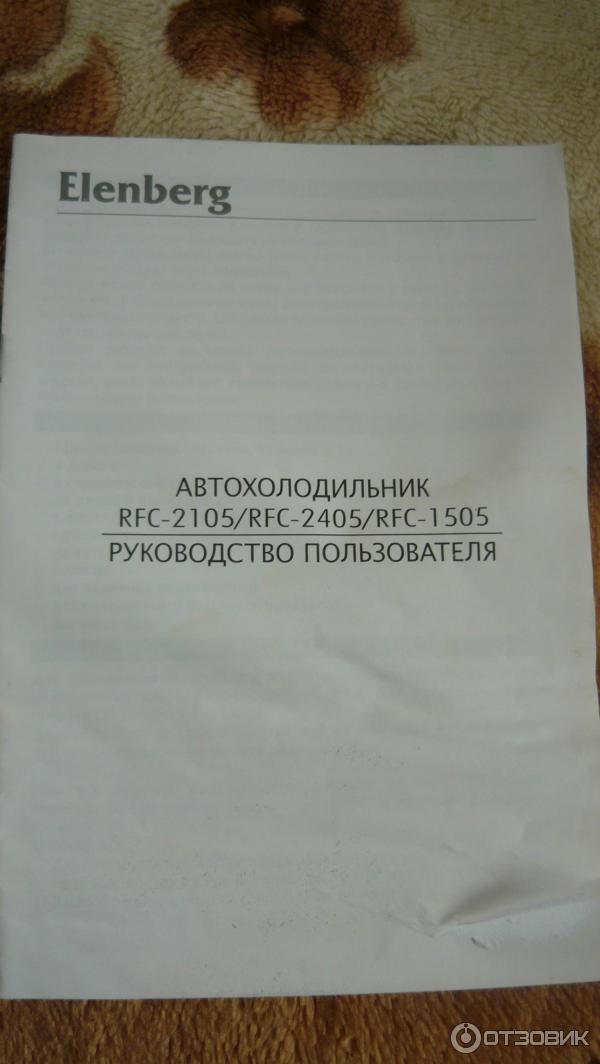 Elenberg
АВТОХОЛОДИЛЬНИК
RFC-2105/RFC-2405/RFC-1505
РУКОВОДСТВО ПОЛЬЗОВАТЕЛЯ
ОТЗОВИК